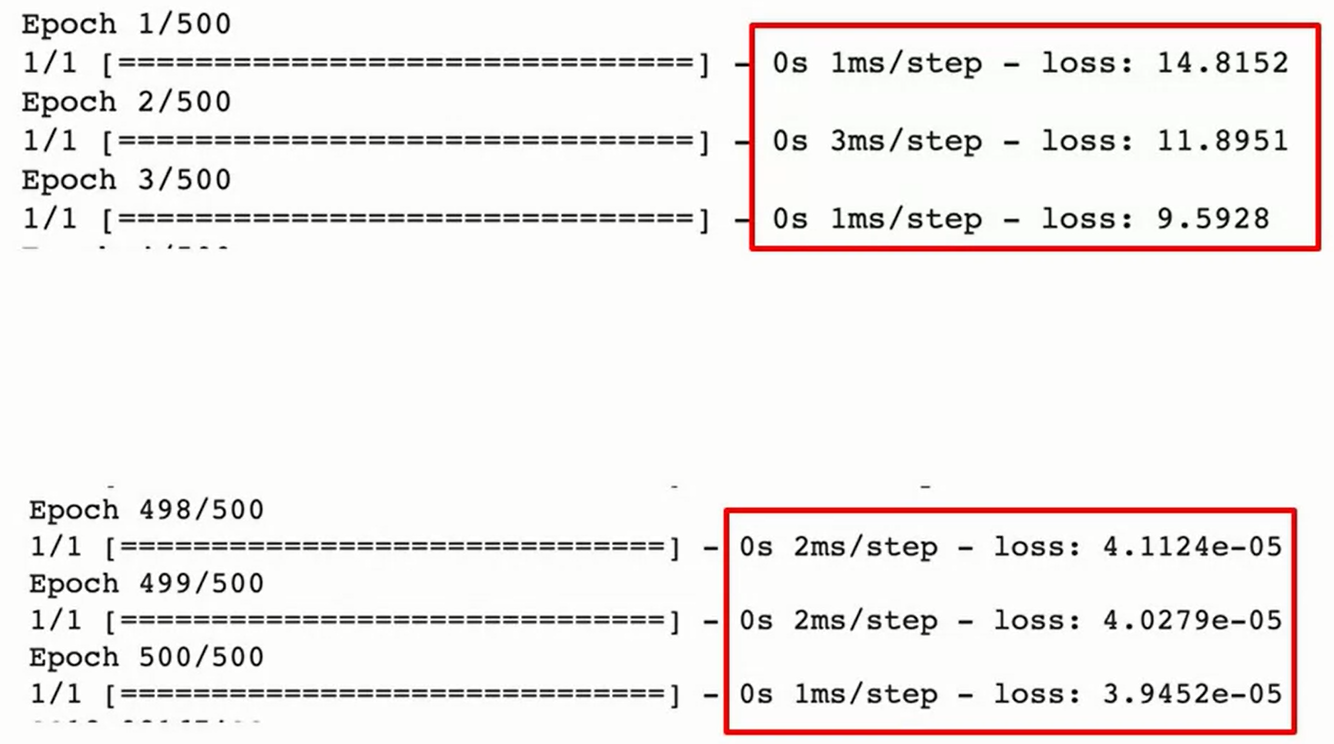 Epoch 1/500
1/1 [==============================] - 0s 1ms/step - loss: 14.8152
Epoch 2/500
1/1 [==============================] - 0s 3ms/step - loss: 11.8951
Epoch 3/500
1/1 [==============================] - 0s 1ms/step - loss: 9.5928
Epoch 498/500
1/1 [==============================] - 0s 2ms/step - loss: 4.1124e-05
Epoch 499/500
1/1 [==============================] - 0s 2ms/step - loss: 4.0279e-05
Epoch 500/500
1/1 [==============================] - 0s 1ms/step - loss: 3.9452e-05